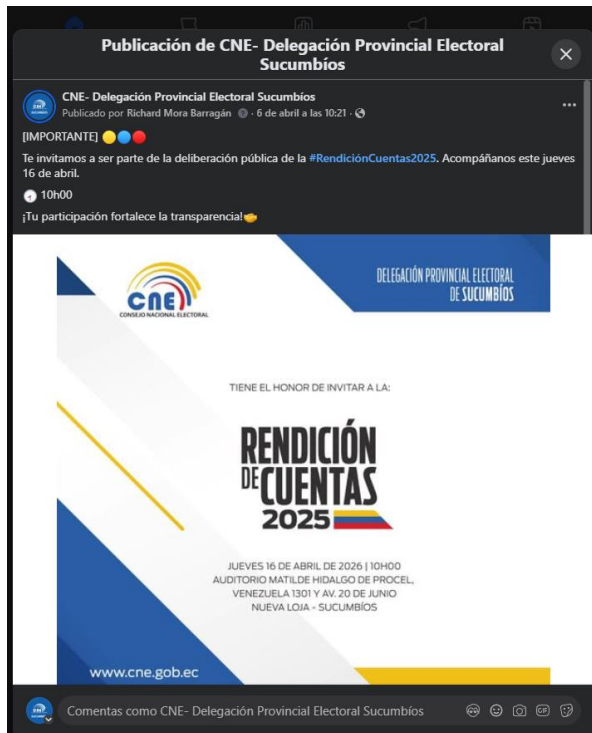 Publicación de CNE- Delegación Provincial Electoral
Sucumbíos
CNE- Delegación Provincial Electoral Sucumbíos
Publicado por Richard Mora Barragán · 6 de abril a las 10:21 ·
[IMPORTANTE]
Te invitamos a ser parte de la deliberación pública de la #RendiciónCuentas2025. Acompáñanos este jueves
16 de abril.
10h00
¡Tu participación fortalece la transparencia!
CNE
CONSEJO NACIONAL ELECTORAL
DELEGACIÓN PROVINCIAL ELECTORAL
DE SUCUMBÍOS
TIENE EL HONOR DE INVITAR A LA:
RENDICIÓN
DE CUENTAS
2025
JUEVES 16 DE ABRIL DE 2026 | 10H00
AUDITORIO MATILDE HIDALGO DE PROCEL,
VENEZUELA 1301 Y AV. 20 DE JUNIO
NUEVA LOJA - SUCUMBÍOS
www.cne.gob.ec
Comentas como CNE- Delegación Provincial Electoral Sucumbíos
GIF